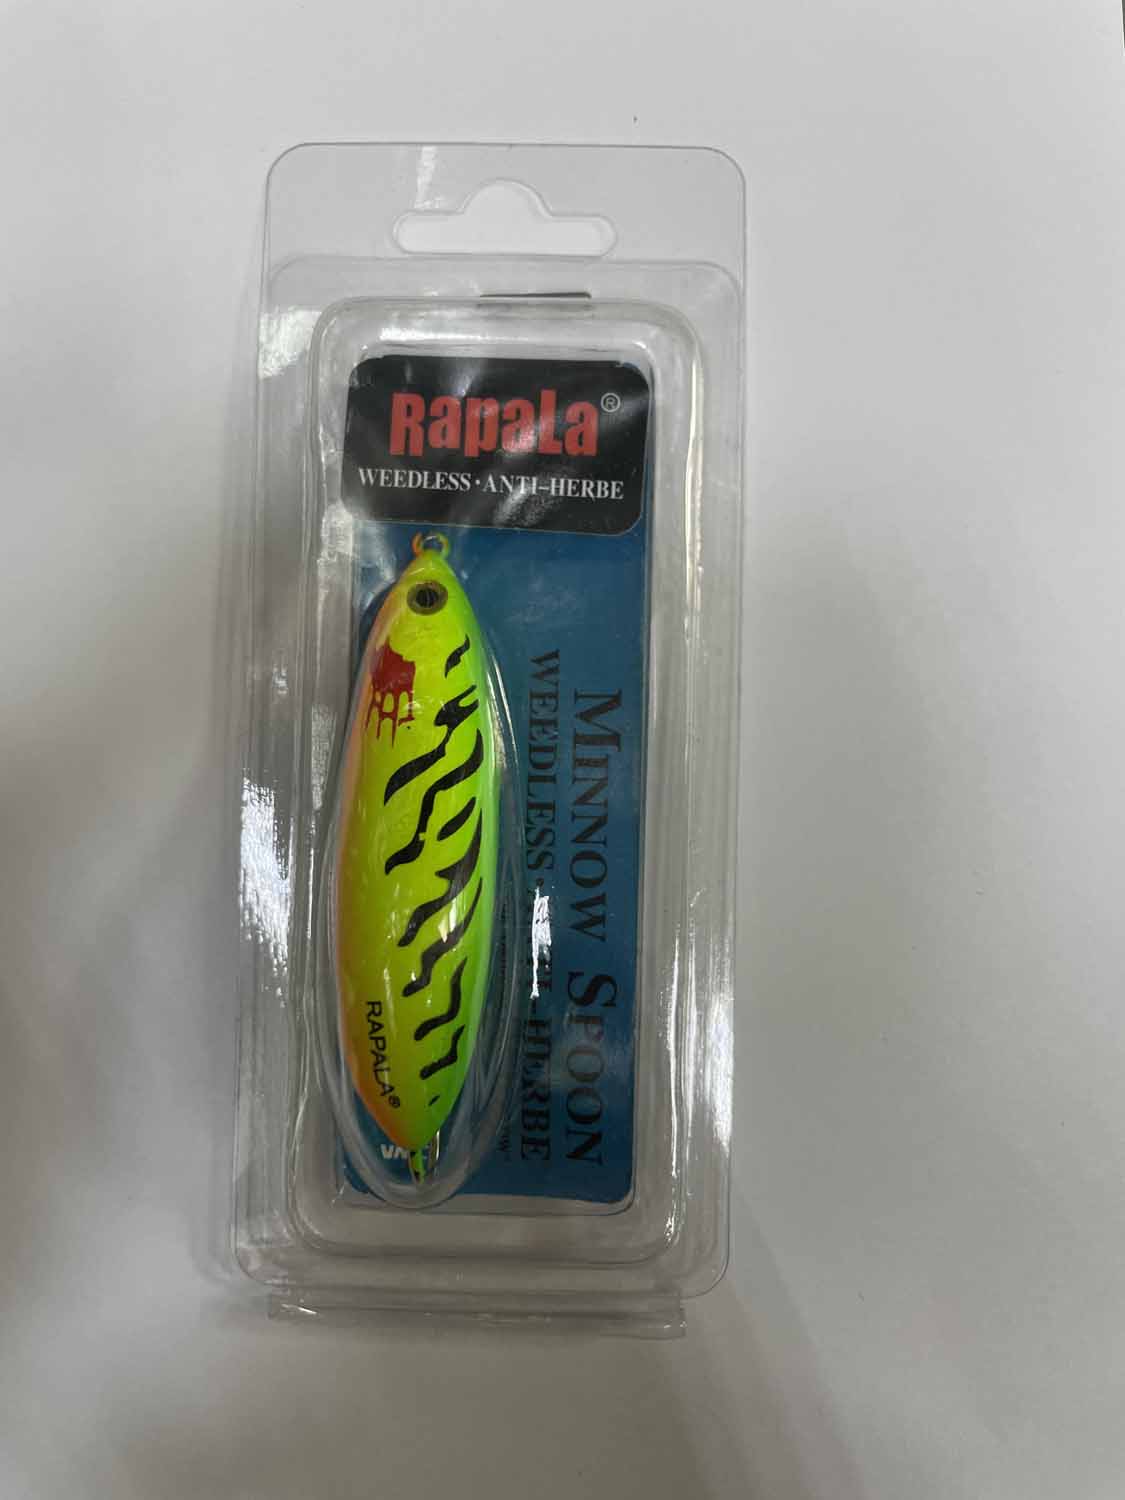 RapaLa®
WEEDLESS·ANTI-HERBE
MINNOW SPOON
WEEDLESS· -HERBE
RAPALA®